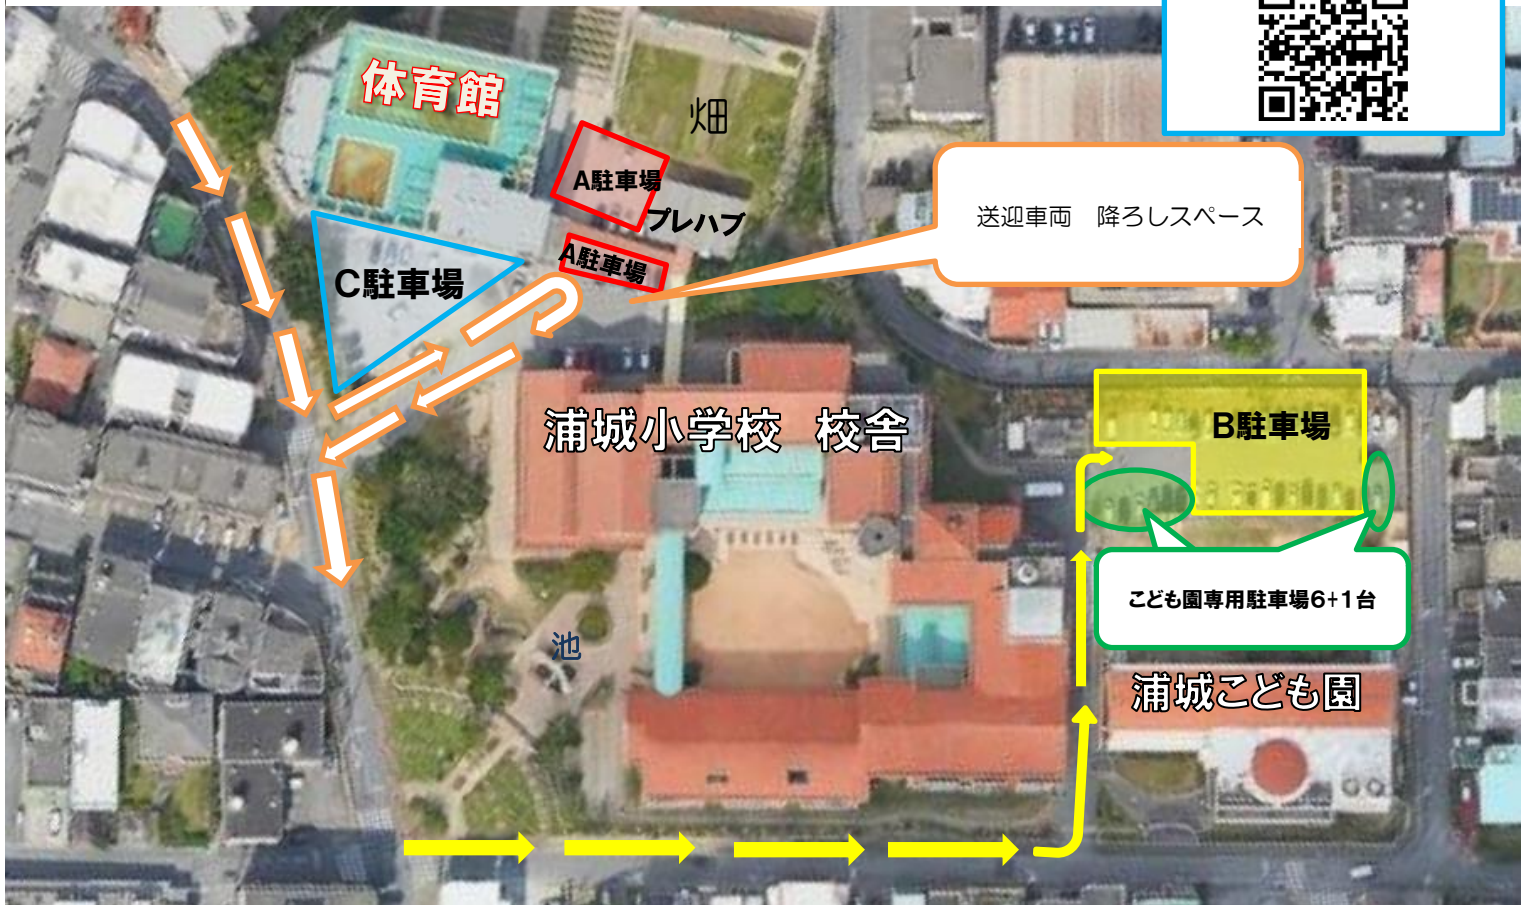 体育館
畑
A駐車場
プレハブ
送迎車両　降ろしスペース
A駐車場
C駐車場
浦城小学校　校舎
B駐車場
こども園専用駐車場6+1台
池
浦城こども園